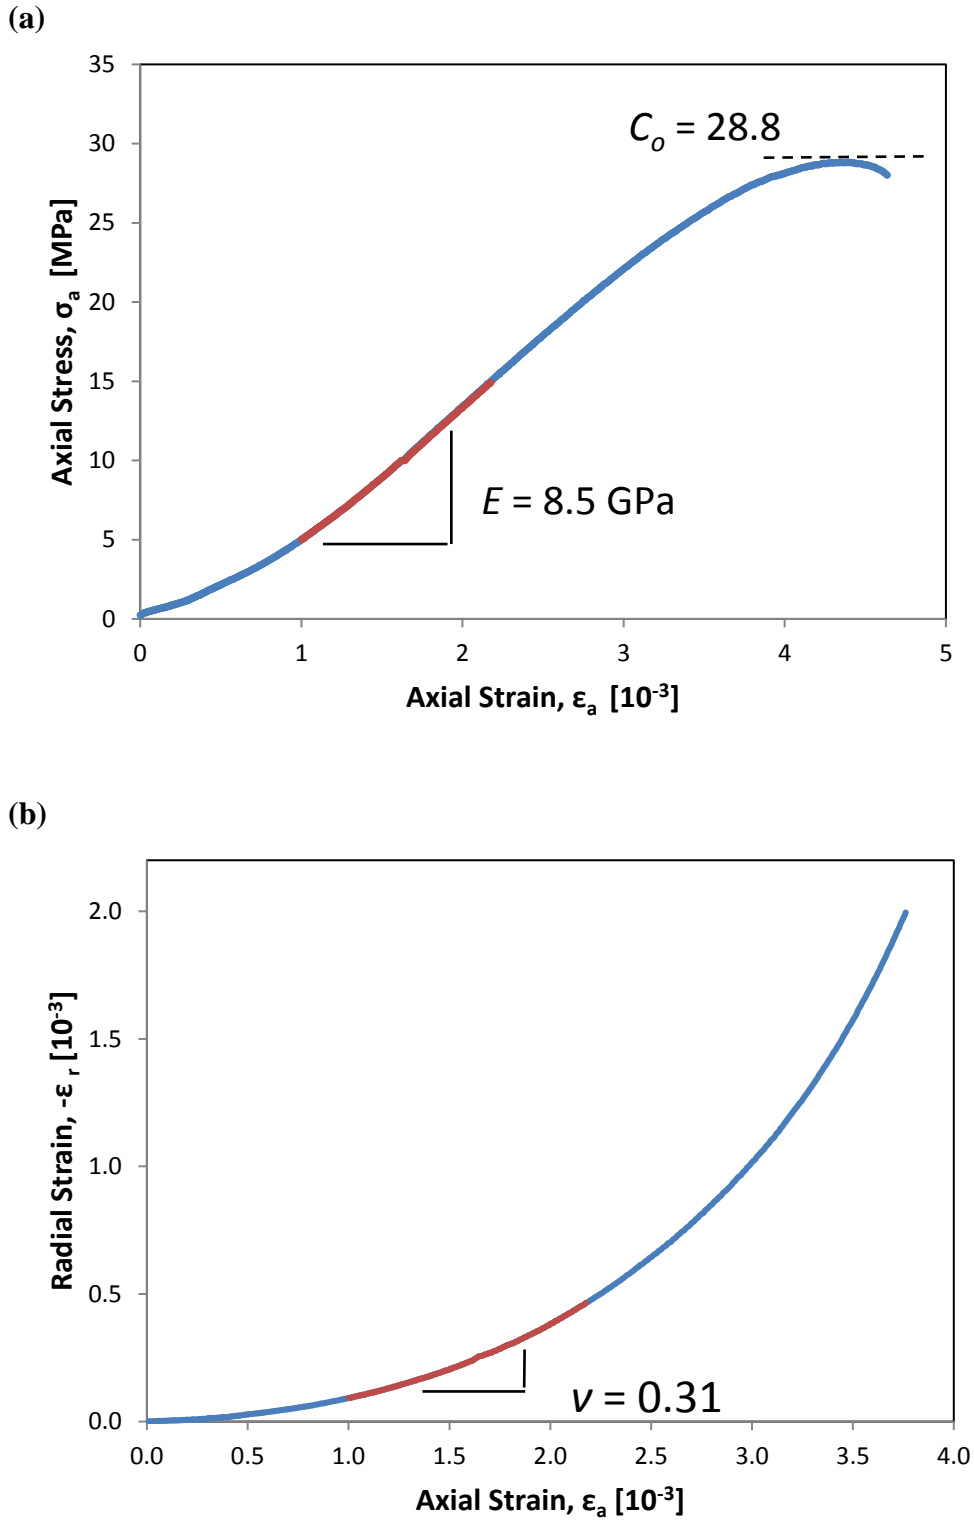 (a)
35
30
25
20
15
10
5
0
Axial Stress, σa [MPa]
Co = 28.8
E = 8.5 GPa
0 1 2 3 4 5
Axial Strain, εa [10-3]
(b)
2.0
1.5
1.0
0.5
0.0
Radial Strain, -ε r [10-3]
ν = 0.31
0.0 0.5 1.0 1.5 2.0 2.5 3.0 3.5 4.0
Axial Strain, εa [10-3]